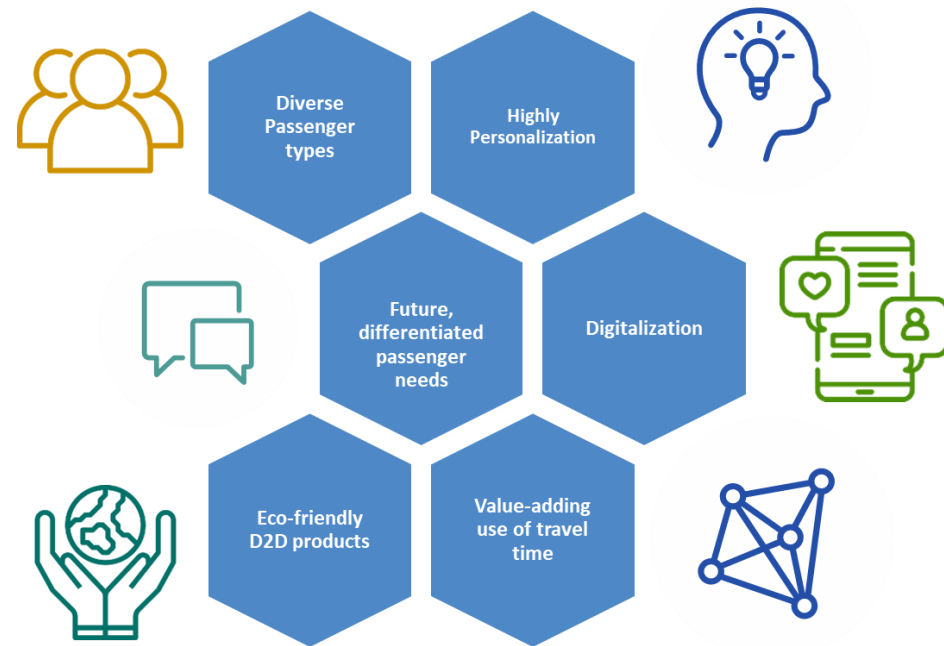 Diverse
Passenger
types
Highly
Personalization
Future,
differentiated
passenger
needs
Digitalization
Eco-friendly
D2D products
Value-adding
use of travel
time